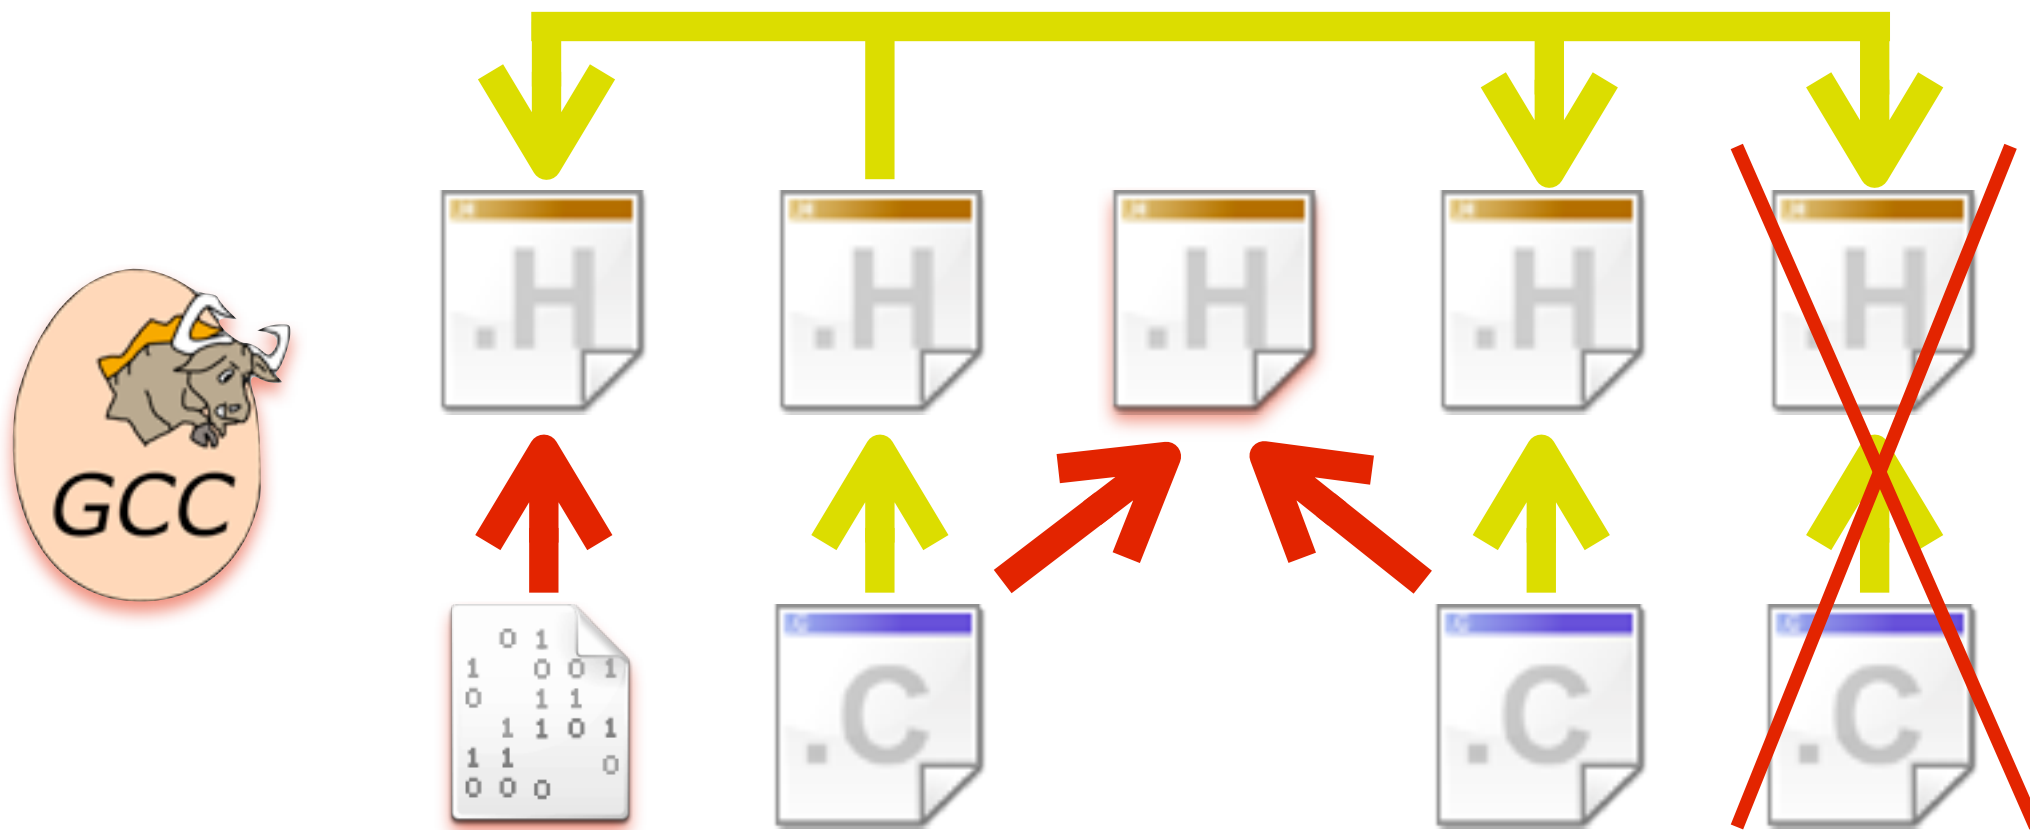 .H .H .H .H .H
GCC
0 1
1 0 0 1
0 1 1
1 1 0 1
1 1 0
0 0 0
.C .C .C